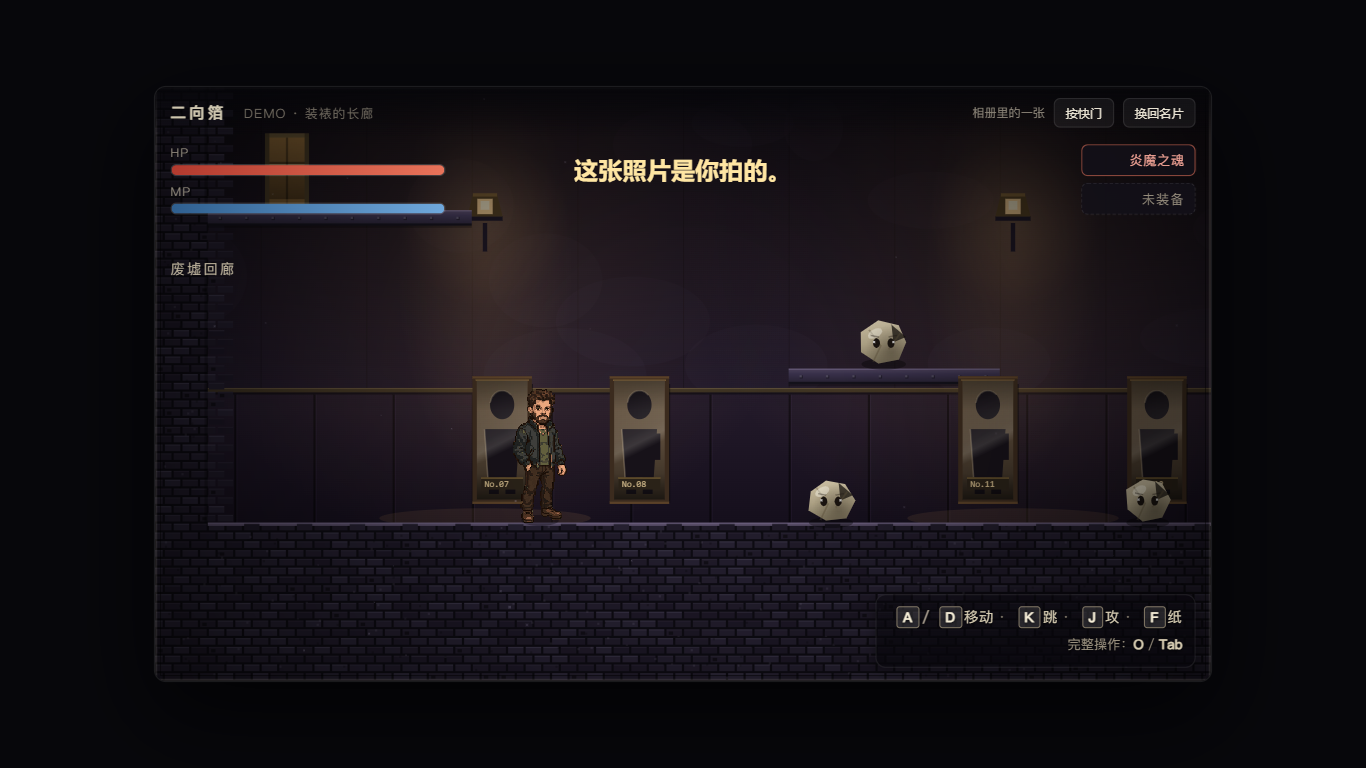 二向箔 DEMO · 装裱的长廊 相册里的一张 按快门 换回名片
HP
这张照片是你拍的。
炎魔之魂
MP
未装备
废墟回廊
No.07 No.08 No.11
A / D 移动 · K 跳 · J 攻 · F 纸
完整操作: O / Tab